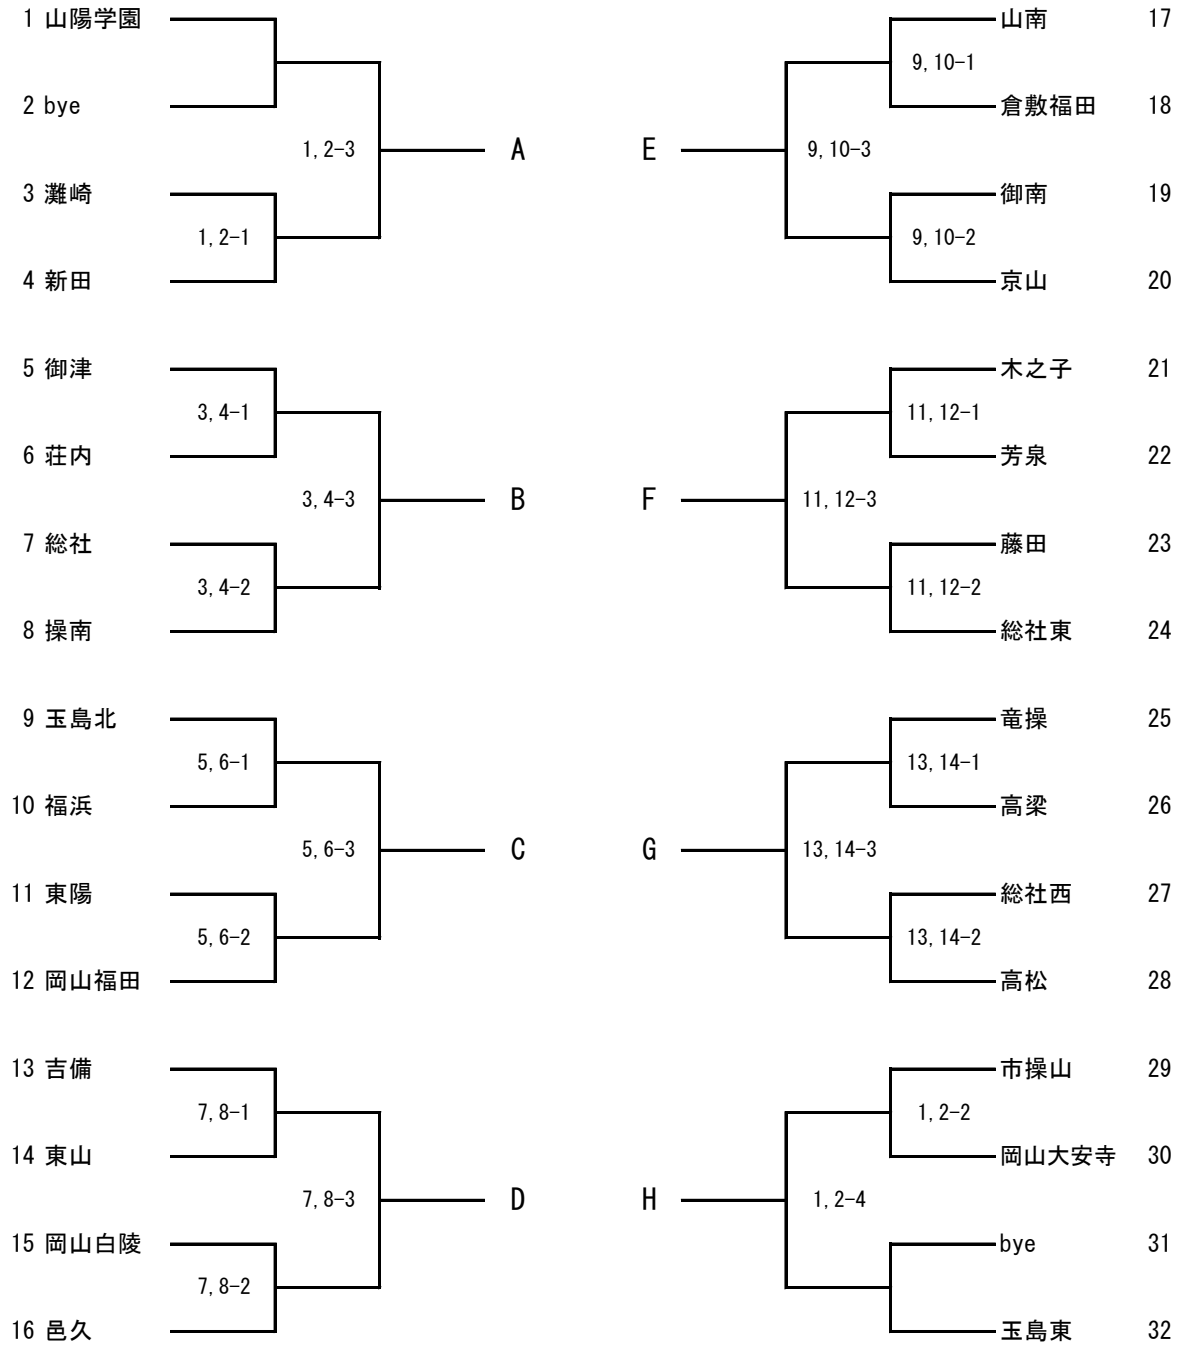 1 山陽学園
2 bye
1, 2-3
A
3 灘崎
1, 2-1
4 新田
5 御津
3, 4-1
6 荘内
3, 4-3
B
7 総社
3, 4-2
8 操南
9 玉島北
5, 6-1
10 福浜
5, 6-3
C
11 東陽
5, 6-2
12 岡山福田
13 吉備
7, 8-1
14 東山
7, 8-3
D
15 岡山白陵
7, 8-2
16 邑久
山南 17
9, 10-1
倉敷福田 18
E
9, 10-3
御南 19
9, 10-2
京山 20
木之子 21
11, 12-1
芳泉 22
F
11, 12-3
藤田 23
11, 12-2
総社東 24
竜操 25
13, 14-1
高梁 26
G
13, 14-3
総社西 27
13, 14-2
高松 28
市操山 29
1, 2-2
岡山大安寺 30
H
1, 2-4
bye 31
玉島東 32